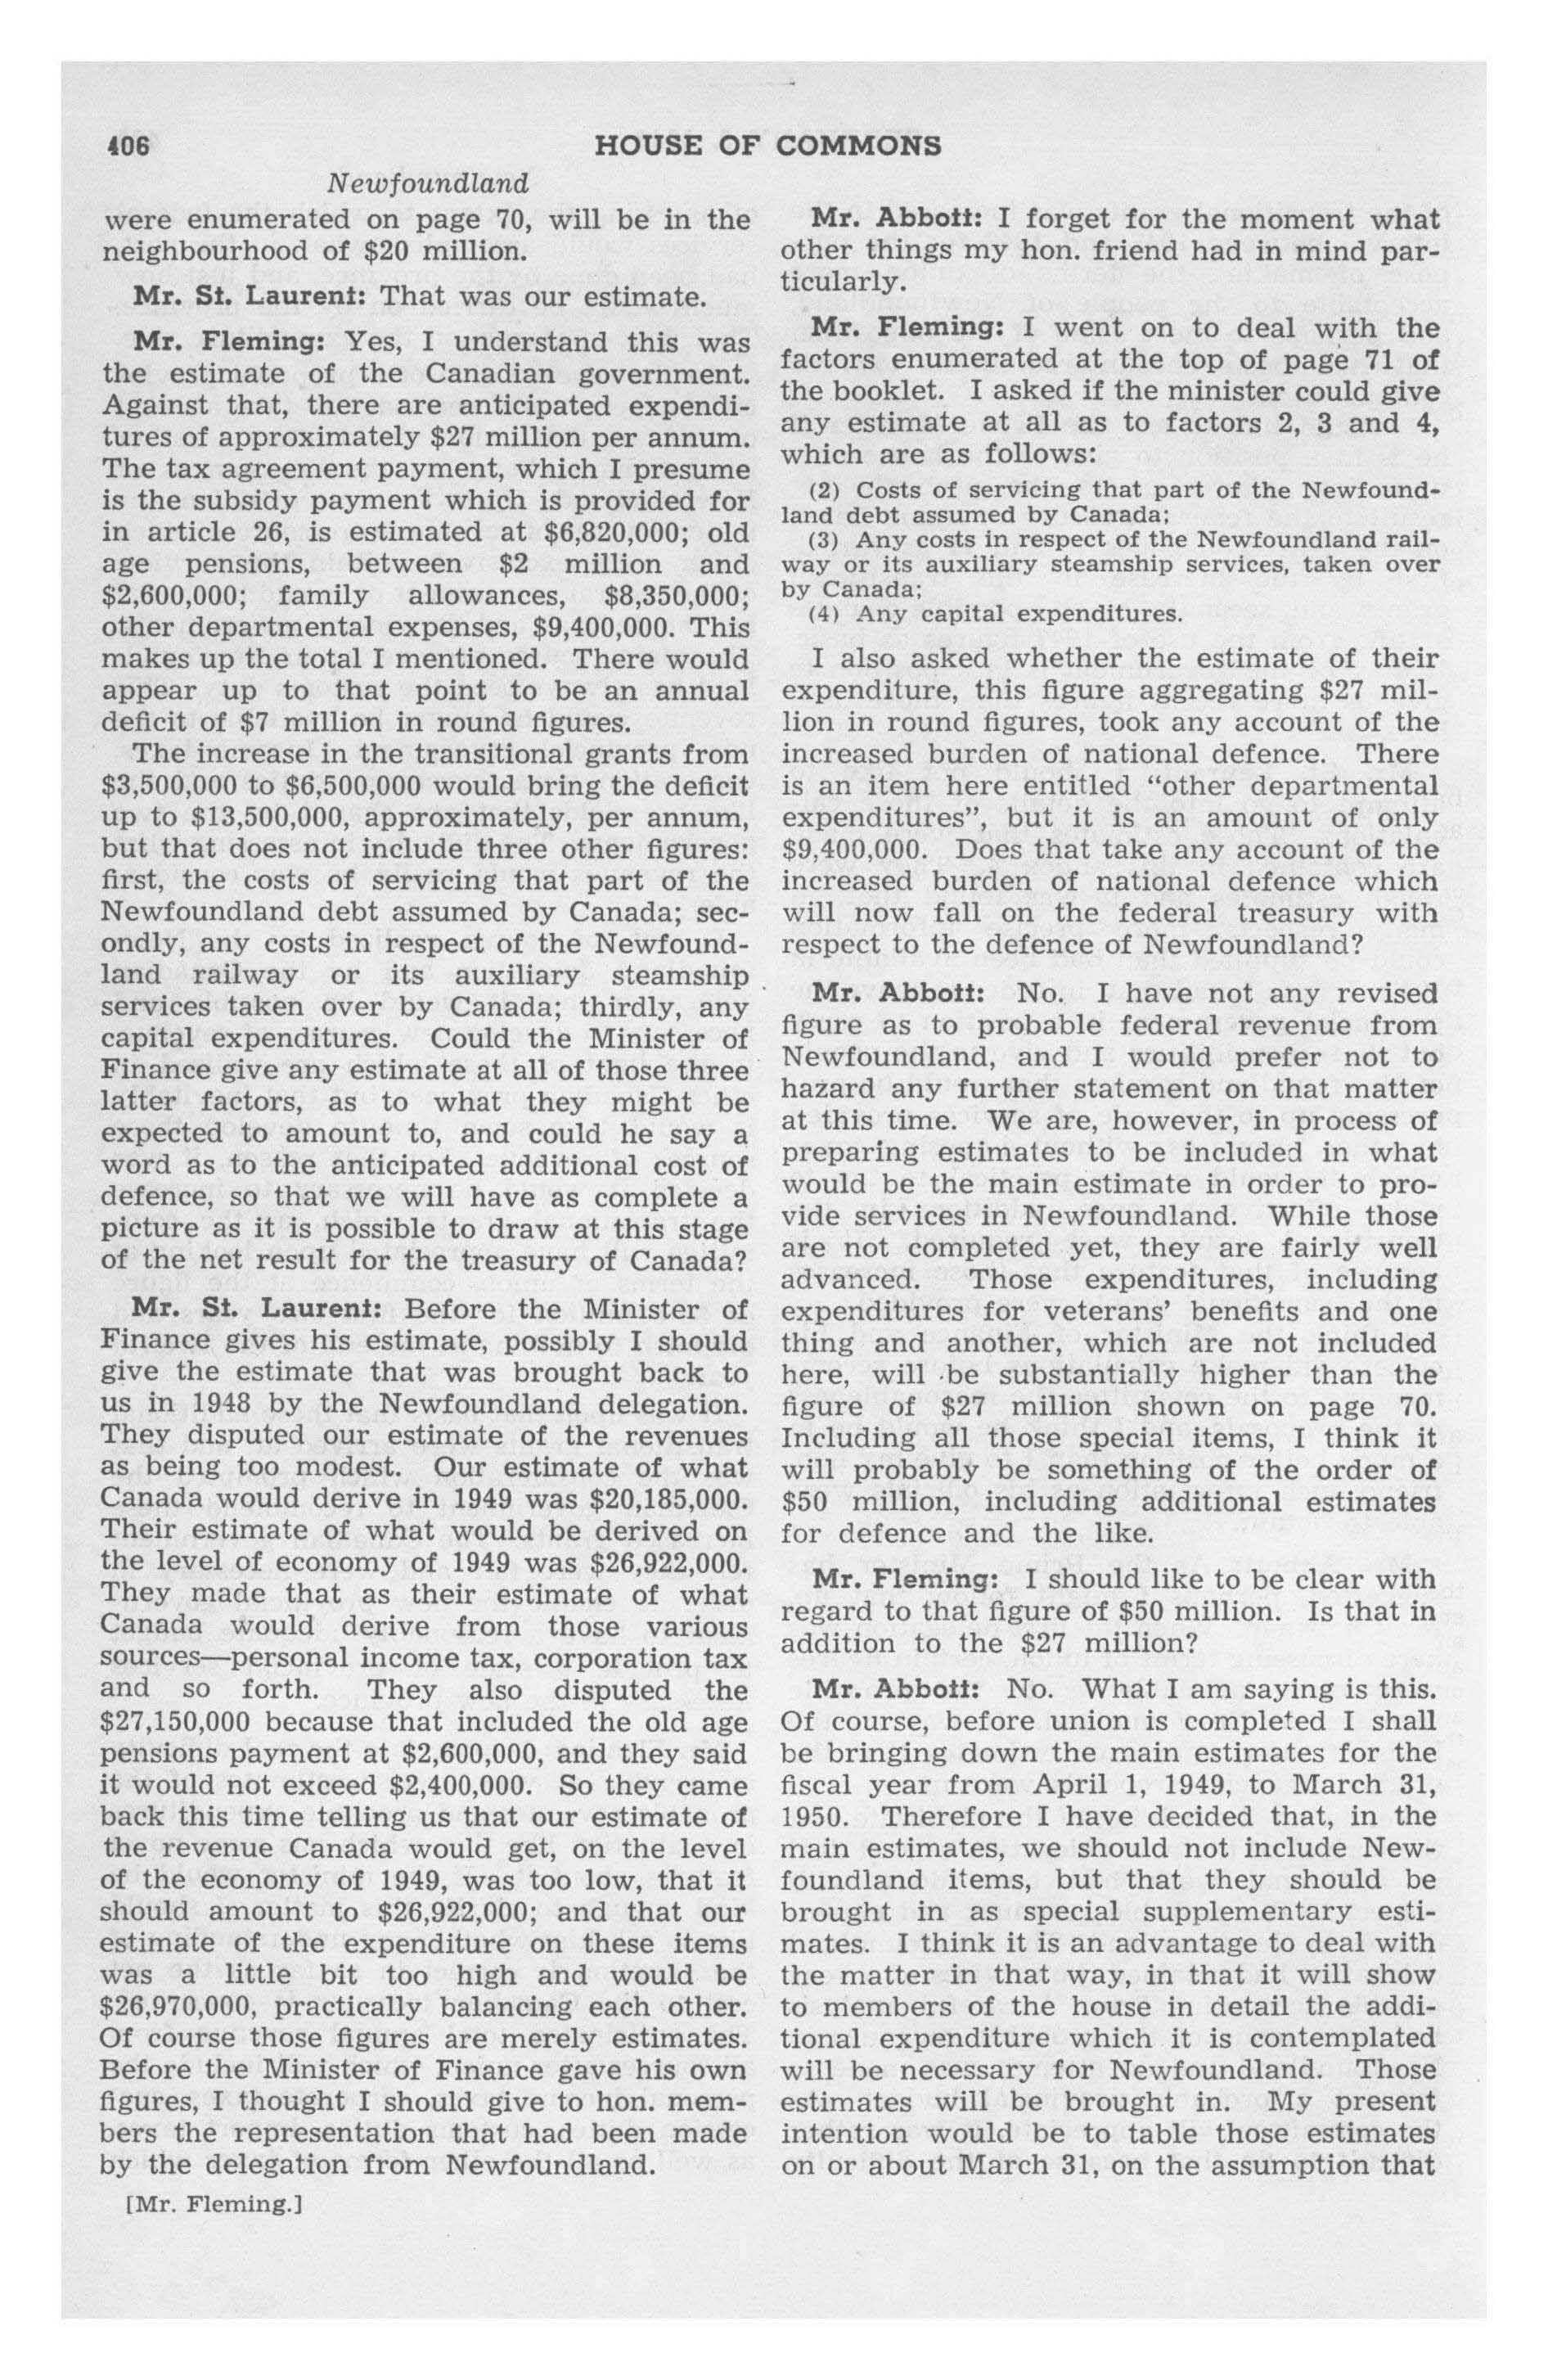 406
HOUSE OF COMMONS
Newfoundland
were enumerated on page 70, will be in the
neighbourhood of $20 million.
Mr. St. Laurent: That was our estimate.
Mr. Fleming: Yes, I understand this was
the estimate of the Canadian government.
Against that, there are anticipated expendi-
tures of approximately $27 million per annum.
The tax agreement payment, which I presume
is the subsidy payment which is provided for
in article 26, is estimated at $6,820,000; old
age pensions, between $2 million and
$2,600,000; family allowances, $8,350,000;
other departmental expenses, $9,400,000. This
makes up the total I mentioned. There would
appear up to that point to be an annual
deficit of $7 million in round figures.
The increase in the transitional grants from
$3,500,000 to $6,500,000 would bring the deficit
up to $13,500,000, approximately, per annum,
but that does not include three other figures:
first, the costs of servicing that part of the
Newfoundland debt assumed by Canada; sec-
ondly, any costs in respect of the Newfound-
land railway or its auxiliary steamship
services taken over by Canada; thirdly, any
capital expenditures. Could the Minister of
Finance give any estimate at all of those three
latter factors, as to what they might be
expected to amount to, and could he say a
word as to the anticipated additional cost of
defence, so that we will have as complete a
picture as it is possible to draw at this stage
of the net result for the treasury of Canada?
Mr. St. Laurent: Before the Minister of
Finance gives his estimate, possibly I should
give the estimate that was brought back to
us in 1948 by the Newfoundland delegation.
They disputed our estimate of the revenues
as being too modest. Our estimate of what
Canada would derive in 1949 was $20,185,000.
Their estimate of what would be derived on
the level of economy of 1949 was $26,922,000.
They made that as their estimate of what
Canada would derive from those various
sources—personal income tax, corporation tax
and so forth. They also disputed the
$27,150,000 because that included the old age
pensions payment at $2,600,000, and they said
it would not exceed $2,400,000. So they came
back this time telling us that our estimate of
the revenue Canada would get, on the level
of the economy of 1949, was too low, that it
should amount to $26,922,000; and that our
estimate of the expenditure on these items
was a little bit too high and would be
$26,970,000, practically balancing each other.
Of course those figures are merely estimates.
Before the Minister of Finance gave his own
figures, I thought I should give to hon. mem-
bers the representation that had been made
by the delegation from Newfoundland.
[Mr. Fleming.]
Mr. Abbott: I forget for the moment what
other things my hon. friend had in mind par-
ticularly.
Mr. Fleming: I went on to deal with the
factors enumerated at the top of page 71 of
the booklet. I asked if the minister could give
any estimate at all as to factors 2, 3 and 4,
which are as follows:
(2) Costs of servicing that part of the Newfound-
land debt assumed by Canada;
(3) Any costs in respect of the Newfoundland rail-
way or its auxiliary steamship services, taken over
by Canada;
(4) Any capital expenditures.
I also asked whether the estimate of their
expenditure, this figure aggregating $27 mil-
lion in round figures, took any account of the
increased burden of national defence. There
is an item here entitled "other departmental
expenditures", but it is an amount of only
$9,400,000. Does that take any account of the
increased burden of national defence which
will now fall on the federal treasury with
respect to the defence of Newfoundland?
Mr. Abbott: No. I have not any revised
figure as to probable federal revenue from
Newfoundland, and I would prefer not to
hazard any further statement on that matter
at this time. We are, however, in process of
preparing estimates to be included in what
would be the main estimate in order to pro-
vide services in Newfoundland. While those
are not completed yet, they are fairly well
advanced. Those expenditures, including
expenditures for veterans' benefits and one
thing and another, which are not included
here, will be substantially higher than the
figure of $27 million shown on page 70.
Including all those special items, I think it
will probably be something of the order of
$50 million, including additional estimates
for defence and the like.
Mr. Fleming: I should like to be clear with
regard to that figure of $50 million. Is that in
addition to the $27 million?
Mr. Abbott: No. What I am saying is this.
Of course, before union is completed I shall
be bringing down the main estimates for the
fiscal year from April 1, 1949, to March 31,
1950. Therefore I have decided that, in the
main estimates, we should not include New-
foundland items, but that they should be
brought in as special supplementary esti-
mates. I think it is an advantage to deal with
the matter in that way, in that it will show
to members of the house in detail the addi-
tional expenditure which it is contemplated
will be necessary for Newfoundland. Those
estimates will be brought in. My present
intention would be to table those estimates
on or about March 31, on the assumption that